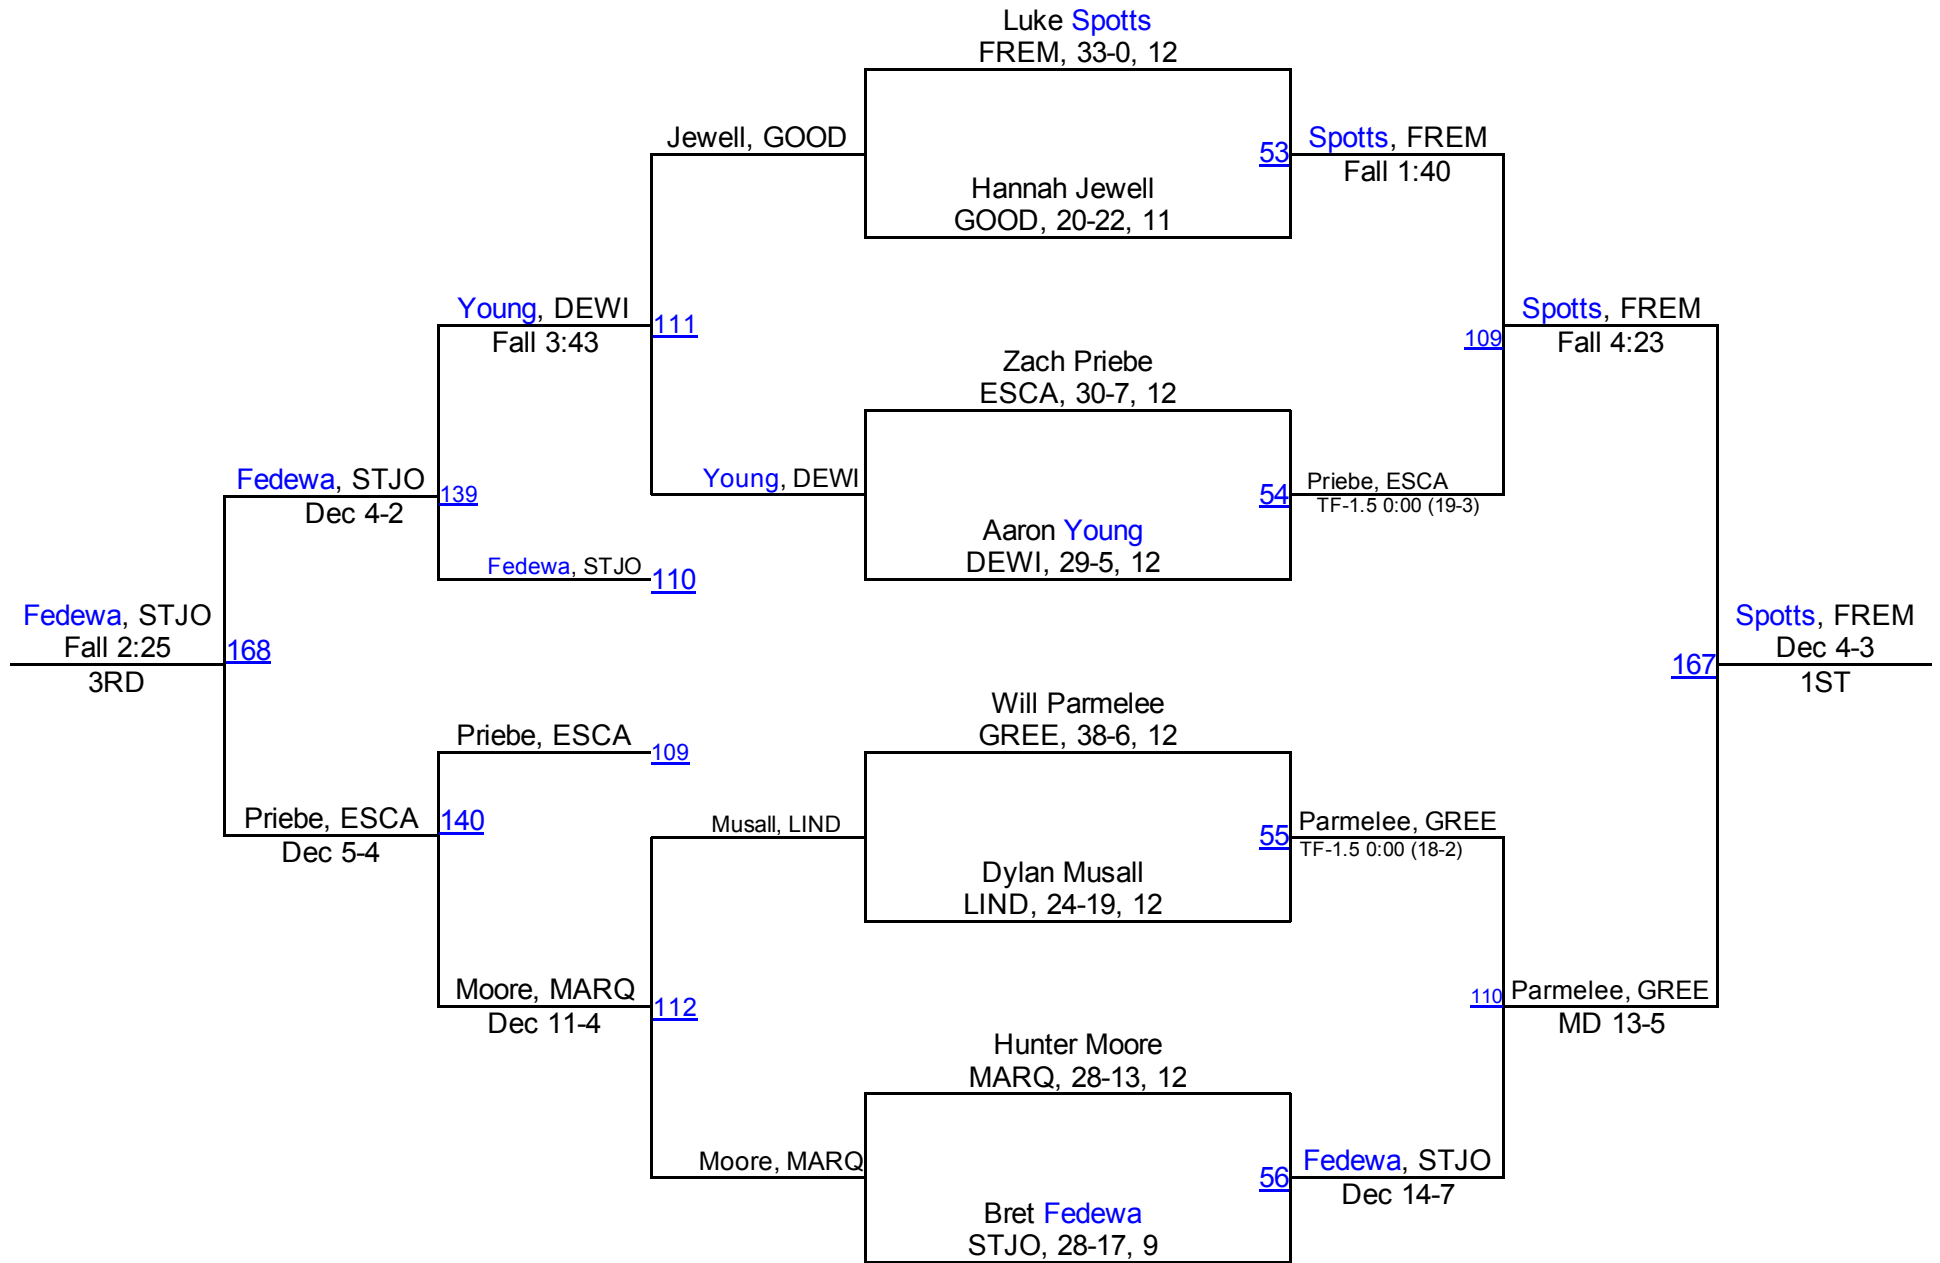 Luke Spotts
FREM, 33-0, 12
Jewell, GOOD
53
Spotts, FREM
Fall 1:40
Hannah Jewell
GOOD, 20-22, 11
Young, DEWI
Fall 3:43
111
109
Spotts, FREM
Fall 4:23
Zach Priebe
ESCA, 30-7, 12
Fedewa, STJO
Dec 4-2
139
Young, DEWI
54
Priebe, ESCA
TF-1.5 0:00 (19-3)
Aaron Young
DEWI, 29-5, 12
Fedewa, STJO
110
Fedewa, STJO
Fall 2:25
3RD
168
167
Spotts, FREM
Dec 4-3
1ST
Will Parmelee
GREE, 38-6, 12
Priebe, ESCA
109
Priebe, ESCA
Dec 5-4
140
Musall, LIND
55
Parmelee, GREE
TF-1.5 0:00 (18-2)
Dylan Musall
LIND, 24-19, 12
Moore, MARQ
Dec 11-4
112
110
Parmelee, GREE
MD 13-5
Hunter Moore
MARQ, 28-13, 12
Moore, MARQ
56
Fedewa, STJO
Dec 14-7
Bret Fedewa
STJO, 28-17, 9